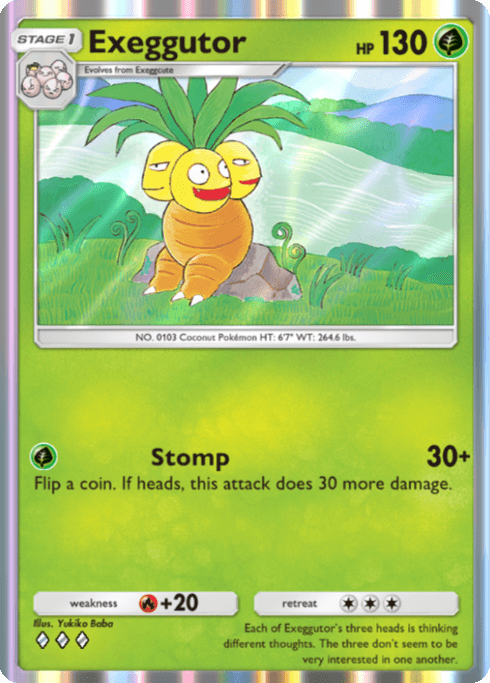 STAGE 1 Exeggutor HP 130
Evolves from Exeggcute
NO. 0103 Coconut Pokémon HT: 6'7" WT: 264.6 lbs.
Stomp 30+
Flip a coin. If heads, this attack does 30 more damage.
weakness +20 retreat
Illus. Yukiko Baba
Each of Exeggutor's three heads is thinking
different thoughts. The three don't seem to be
very interested in one another.